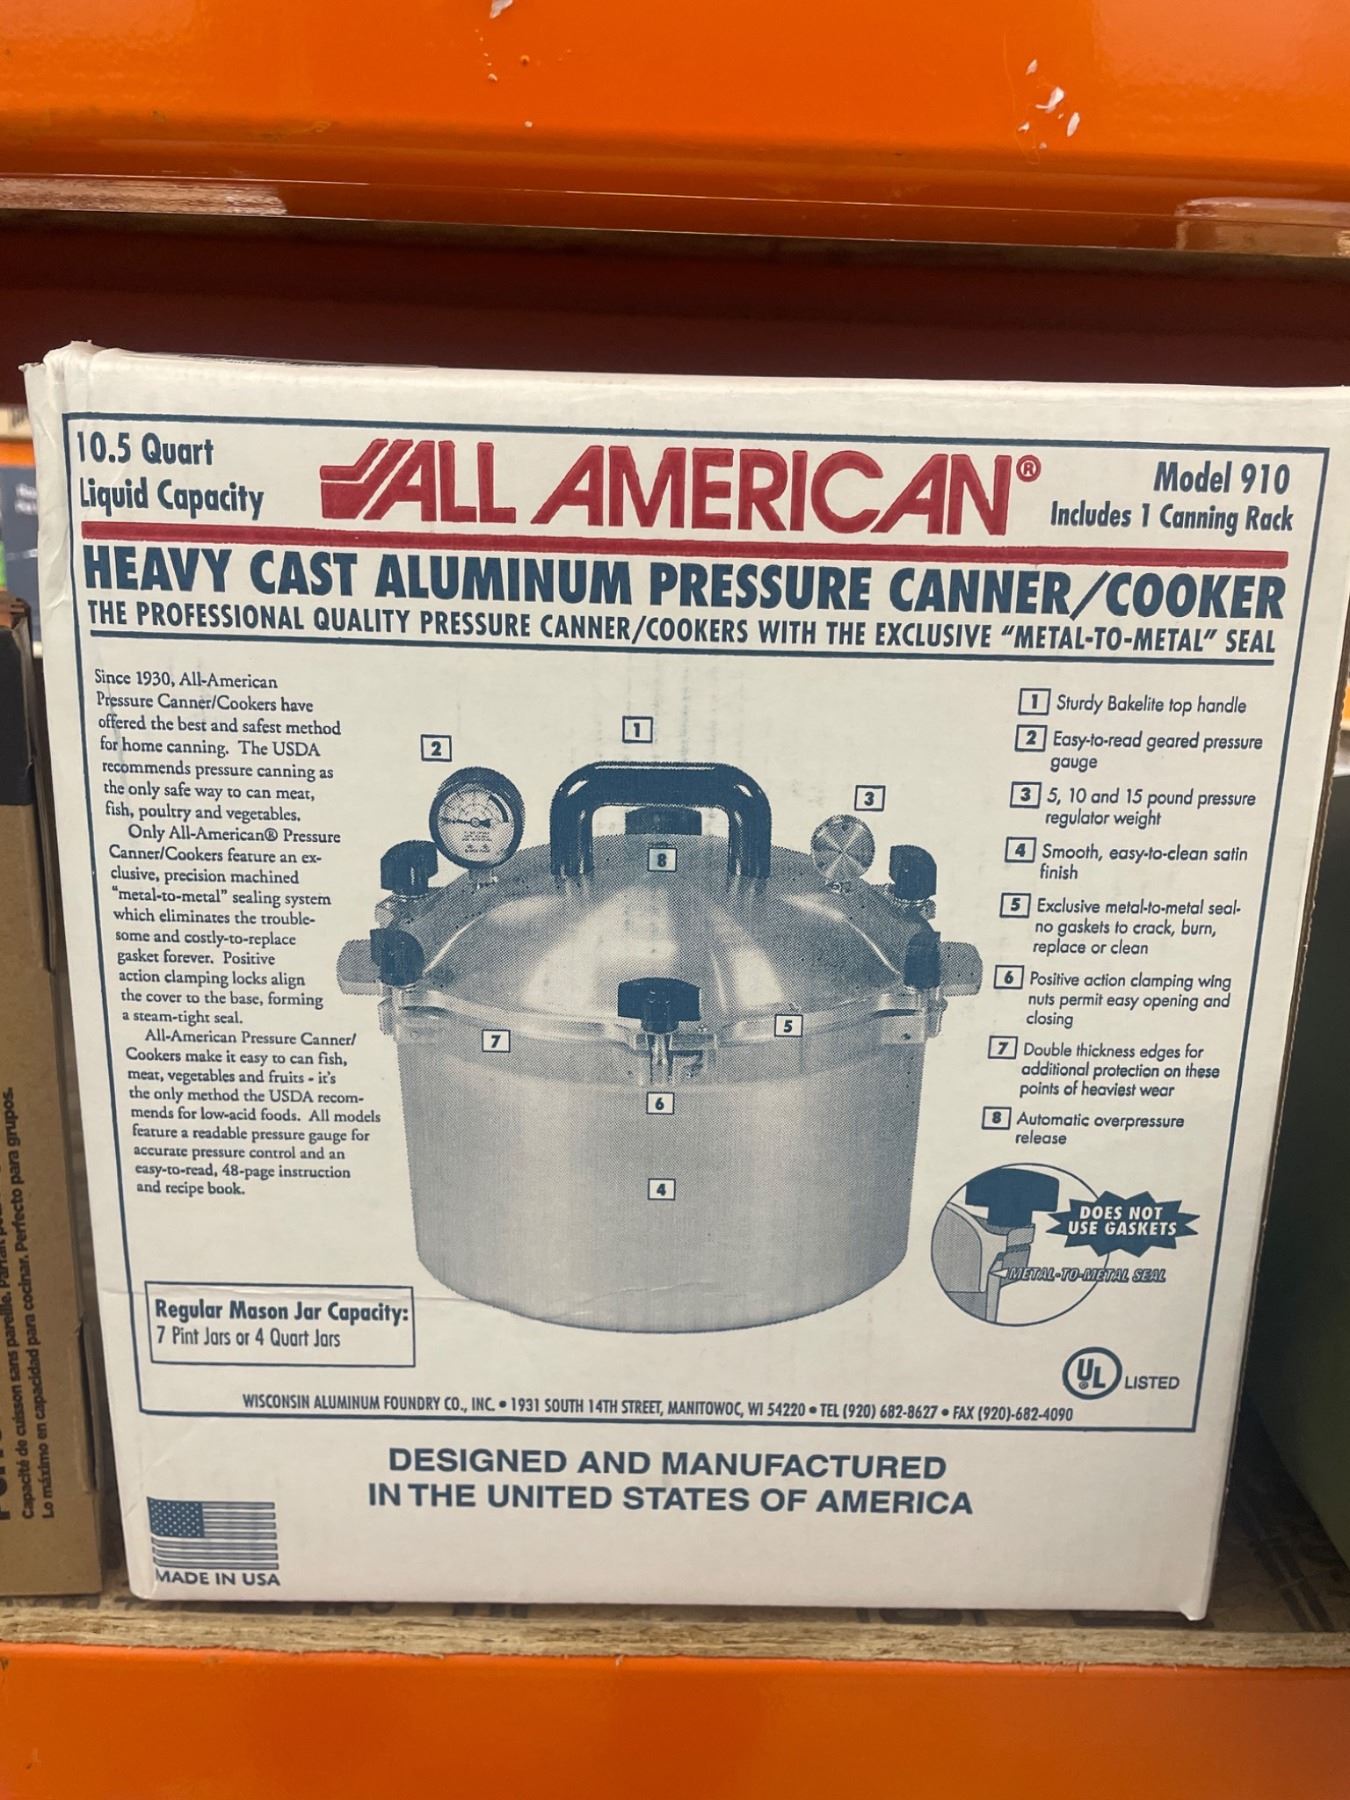 10.5 Quart
Liquid Capacity
ALL AMERICAN®
Model 910
Includes 1 Canning Rack
HEAVY CAST ALUMINUM PRESSURE CANNER/COOKER
THE PROFESSIONAL QUALITY PRESSURE CANNER/COOKERS WITH THE EXCLUSIVE "METAL-TO-METAL" SEAL
Since 1930, All-American
Pressure Canner/Cookers have
offered the best and safest method
for home canning. The USDA
recommends pressure canning as
the only safe way to can meat,
fish, poultry and vegetables.
Only All-American® Pressure
Canner/Cookers feature an ex-
clusive, precision machined
"metal-to-metal" sealing system
which eliminates the trouble-
some and costly-to-replace
gasket forever. Positive
action clamping locks align
the cover to the base, forming
a steam-tight seal.
All-American Pressure Canner/
Cookers make it easy to can fish,
meat, vegetables and fruits - it's
the only method the USDA recom-
mends for low-acid foods. All models
feature a readable pressure gauge for
accurate pressure control and an
easy-to-read, 48-page instruction
and recipe book.
1
2
3
8
5
7
6
4
1 Sturdy Bakelite top handle
2 Easy-to-read geared pressure
gauge
3 5, 10 and 15 pound pressure
regulator weight
4 Smooth, easy-to-clean satin
finish
5 Exclusive metal-to-metal seal-
no gaskets to crack, burn,
replace or clean
6 Positive action clamping wing
nuts permit easy opening and
closing
7 Double thickness edges for
additional protection on these
points of heaviest wear
8 Automatic overpressure
release
DOES NOT
USE GASKETS
METAL-TO-METAL SEAL
Regular Mason Jar Capacity:
7 Pint Jars or 4 Quart Jars
UL LISTED
WISCONSIN ALUMINUM FOUNDRY CO., INC. • 1931 SOUTH 14TH STREET, MANITOWOC, WI 54220 • TEL (920) 682-8627 • FAX (920)-682-4090
DESIGNED AND MANUFACTURED
IN THE UNITED STATES OF AMERICA
MADE IN USA
Capacité de cuisson sans pareille.
Lo máximo en capacidad para cocinar. Perfecto para grupos.